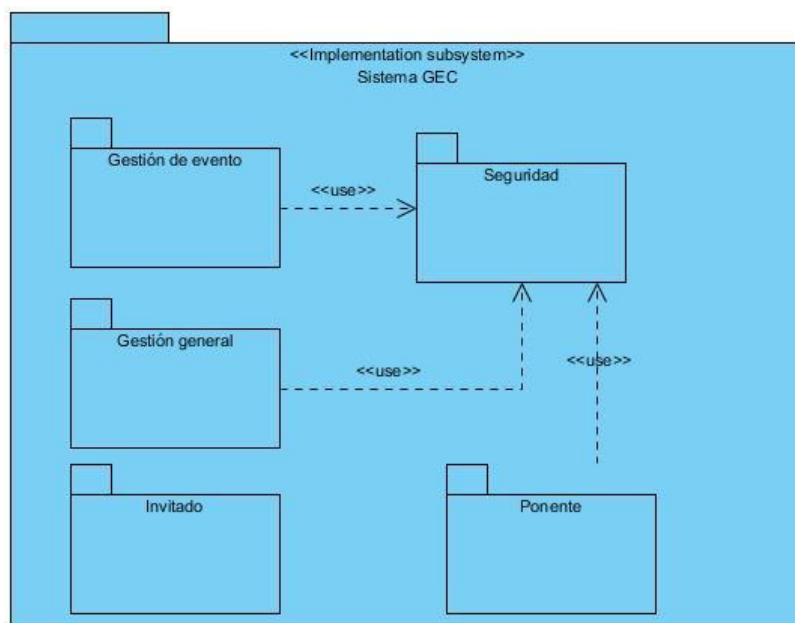 <<Implementation subsystem>>
Sistema GEC
Gestión de evento
<<use>>
Seguridad
Gestión general
<<use>>
<<use>>
Invitado
Ponente